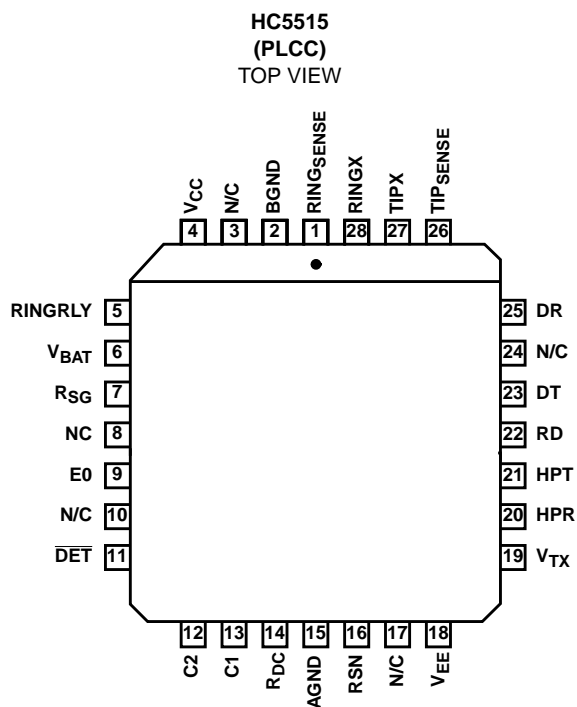 HC5515
(PLCC)
TOP VIEW
VCC
N/C
BGND
RINGSENSE
RINGX
TIPX
TIPSENSE
4
3
2
1
28
27
26
RINGRLY 5
VBAT 6
RSG 7
NC 8
E0 9
N/C 10
DET 11
25 DR
24 N/C
23 DT
22 RD
21 HPT
20 HPR
19 VTX
12
13
14
15
16
17
18
C2
C1
RDC
AGND
RSN
N/C
VEE